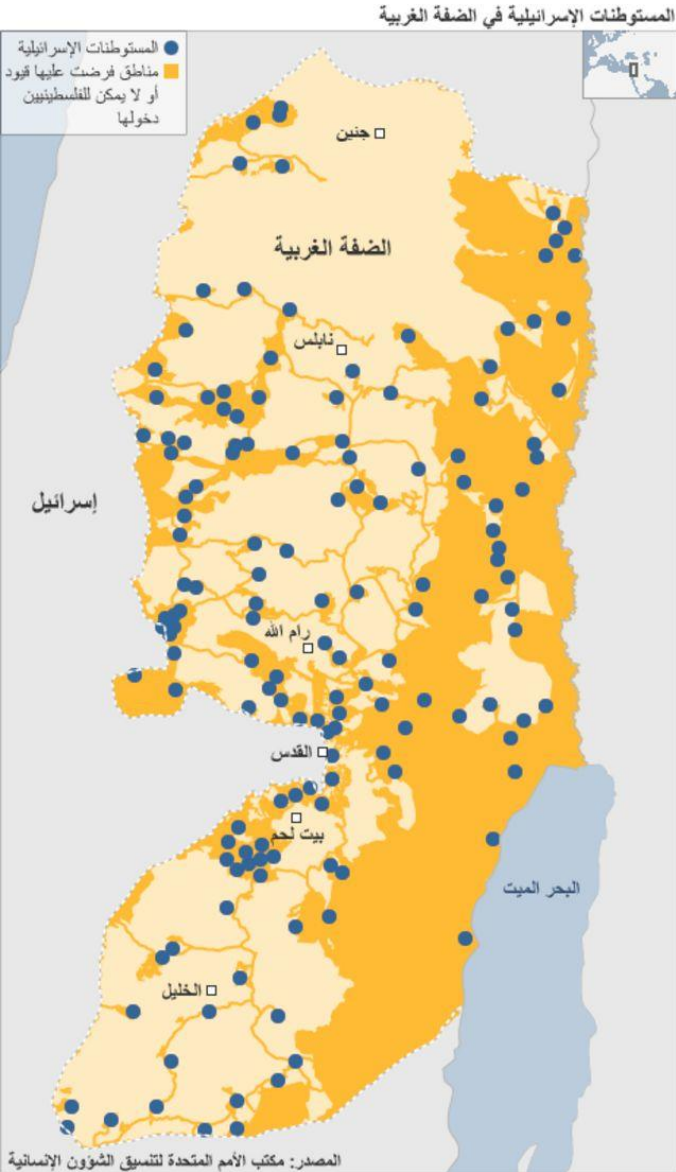 المستوطنات الإسرائيلية في الضفة الغربية
المستوطنات الإسرائيلية
مناطق فرضت عليها قيود
أو لا يمكن للفلسطينيين
دخولها
جنين
الضفة الغربية
نابلس
إسرائيل
رام الله
القدس
بيت لحم
البحر الميت
الخليل
المصدر: مكتب الأمم المتحدة لتنسيق الشؤون الإنسانية